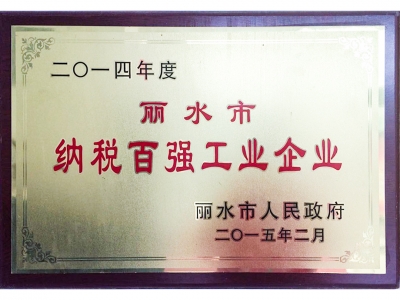 二〇一四年度
丽水市
纳税百强工业企业
丽水市人民政府
二〇一五年二月